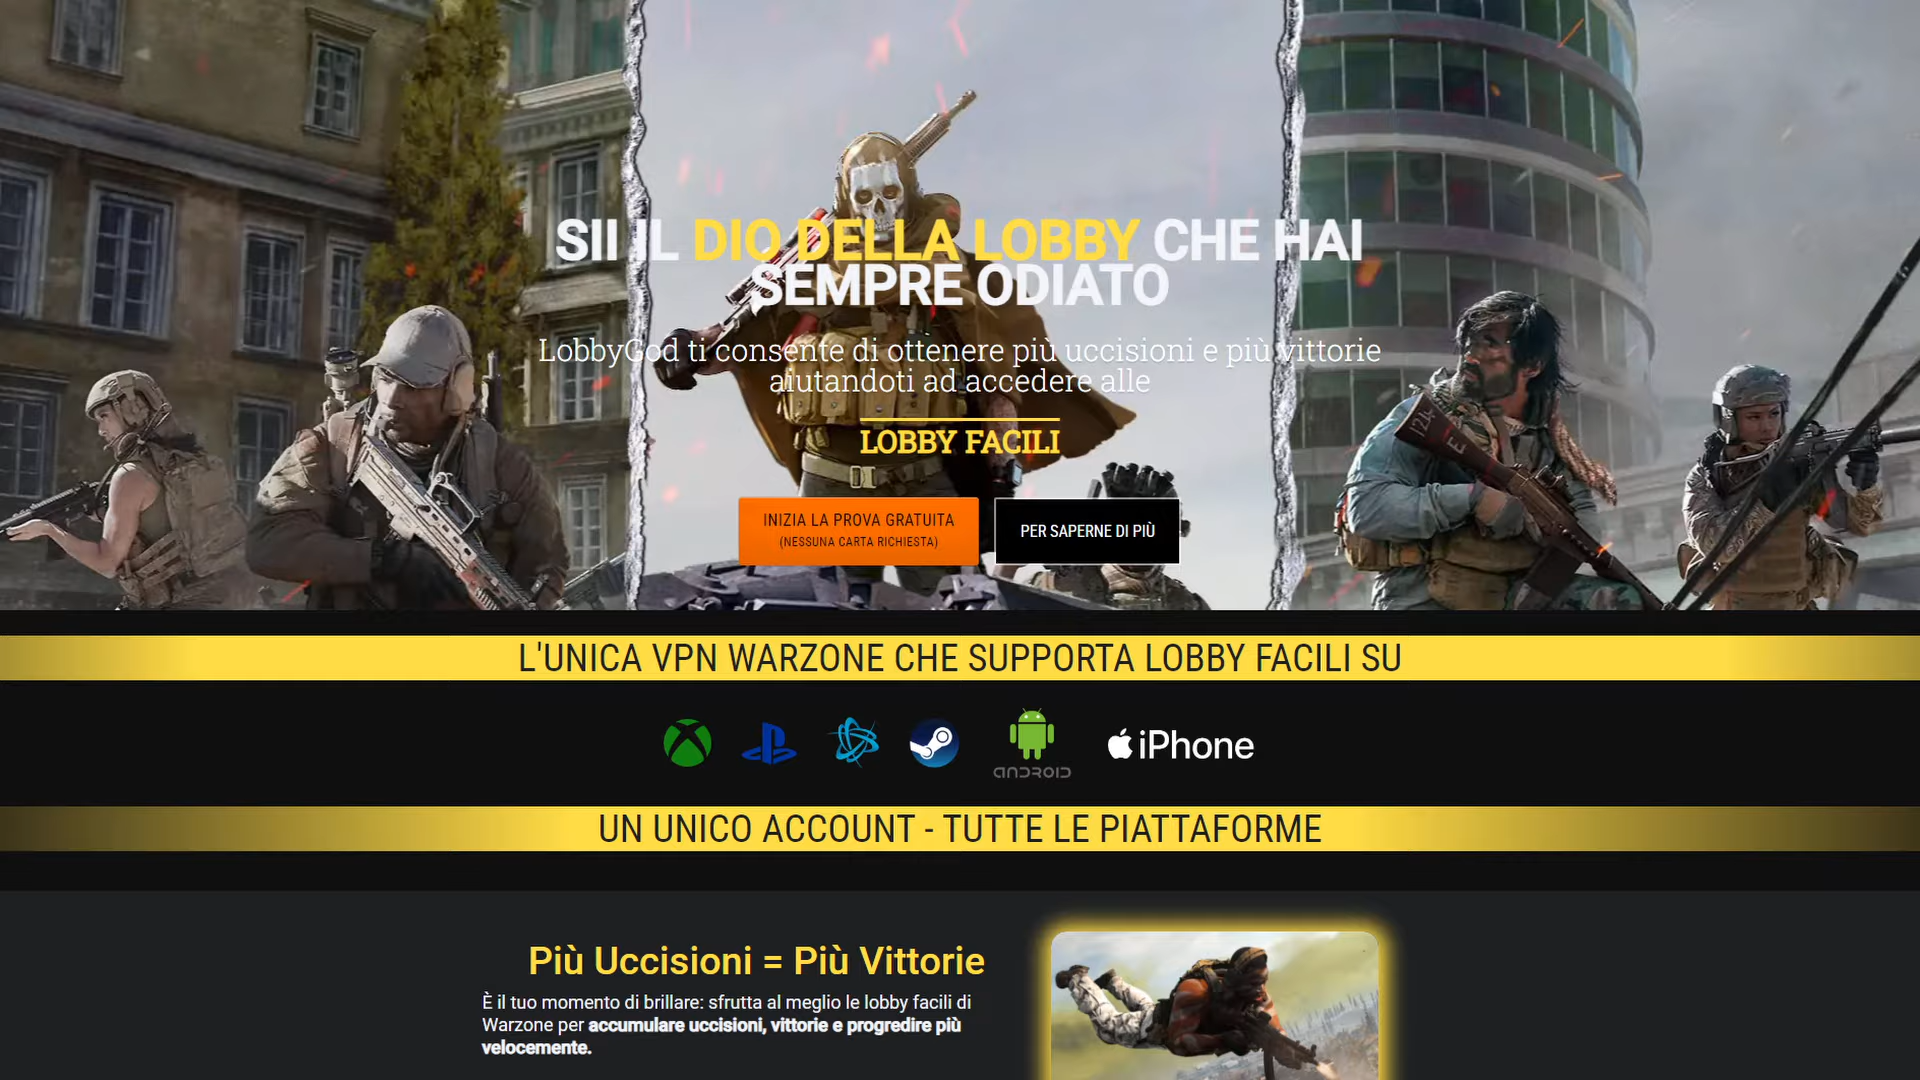 SII IL DIO DELLA LOBBY CHE HAI
SEMPRE ODIATO
LobbyGod ti consente di ottenere più uccisioni e più vittorie
aiutandoti ad accedere alle
LOBBY FACILI
INIZIA LA PROVA GRATUITA
(NESSUNA CARTA RICHIESTA)
PER SAPERNE DI PIÙ
L'UNICA VPN WARZONE CHE SUPPORTA LOBBY FACILI SU
ANDROID
iPhone
UN UNICO ACCOUNT - TUTTE LE PIATTAFORME
Più Uccisioni = Più Vittorie
È il tuo momento di brillare: sfrutta al meglio le lobby facili di
Warzone per accumulare uccisioni, vittorie e progredire più
velocemente.